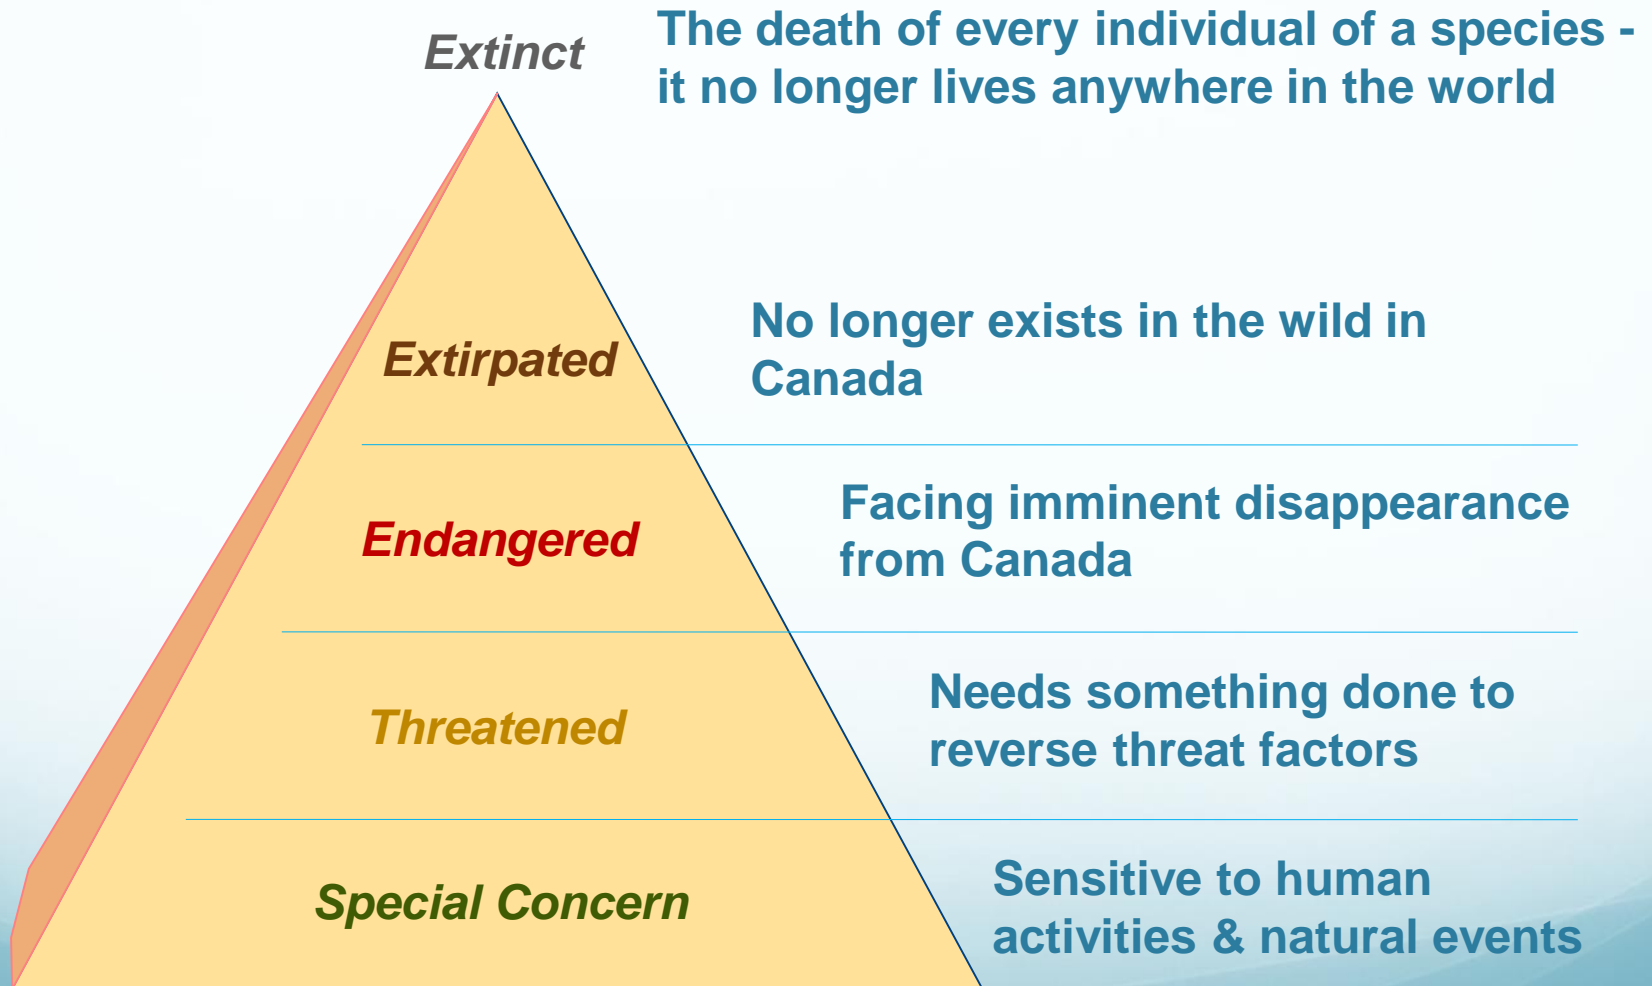 Extinct
The death of every individual of a species -
it no longer lives anywhere in the world
Extirpated
No longer exists in the wild in
Canada
Endangered
Facing imminent disappearance
from Canada
Threatened
Needs something done to
reverse threat factors
Special Concern
Sensitive to human
activities & natural events